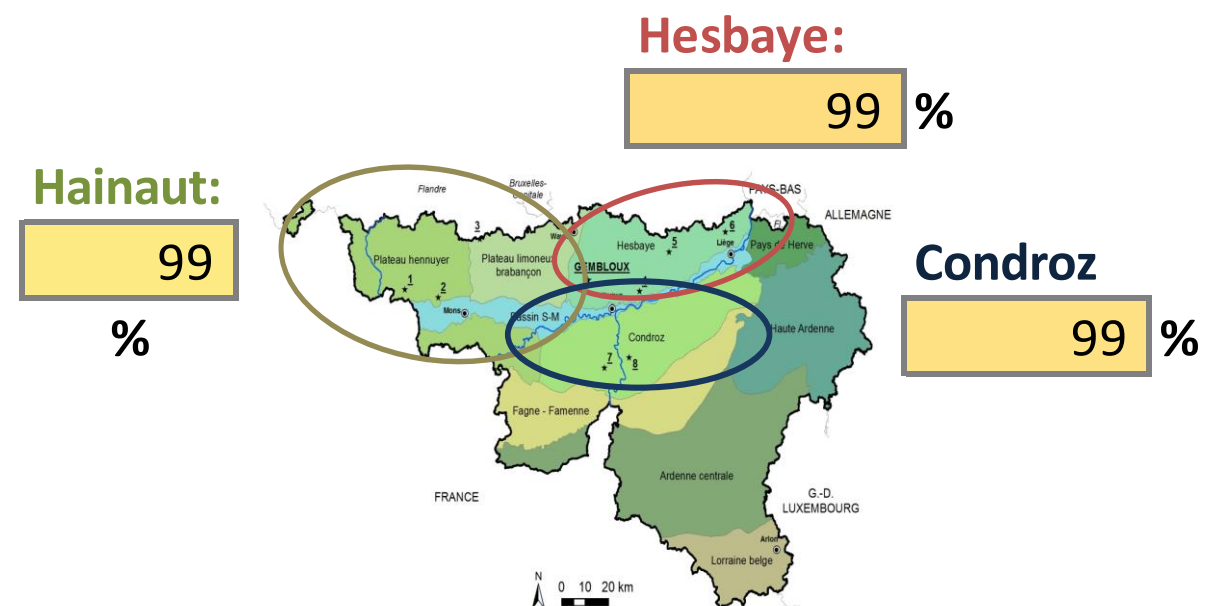 Hesbaye:
99 %
Hainaut:
99
%
Condroz
99 %
Flandre
Bruxelles-
Capitale
PAYS-BAS
ALLEMAGNE
3
6
5
Hesbaye
Liège
Pays de Herve
Plateau hennuyer
Plateau limoneux
brabançon
GEMBLOUX
1
2
4
Mons
Bassin S-M
Condroz
Haute Ardenne
7
8
Fagne - Famenne
Ardenne centrale
FRANCE
G.-D.
LUXEMBOURG
Arlon
Lorraine belge
N
0 10 20 km